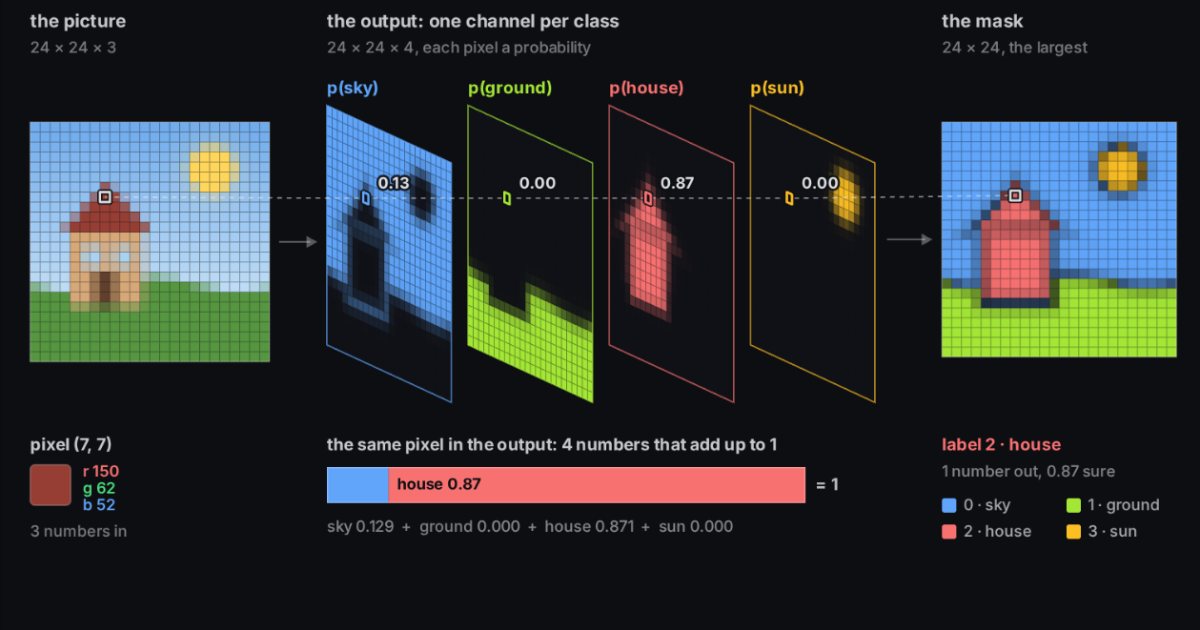 the picture
24 × 24 × 3
the output: one channel per class
24 × 24 × 4, each pixel a probability
the mask
24 × 24, the largest
p(sky)
p(ground)
p(house)
p(sun)
0.13
0.00
0.87
0.00
pixel (7, 7)
r 150
g 62
b 52
3 numbers in
the same pixel in the output: 4 numbers that add up to 1
house 0.87
= 1
sky 0.129 + ground 0.000 + house 0.871 + sun 0.000
label 2 · house
1 number out, 0.87 sure
0 · sky
1 · ground
2 · house
3 · sun